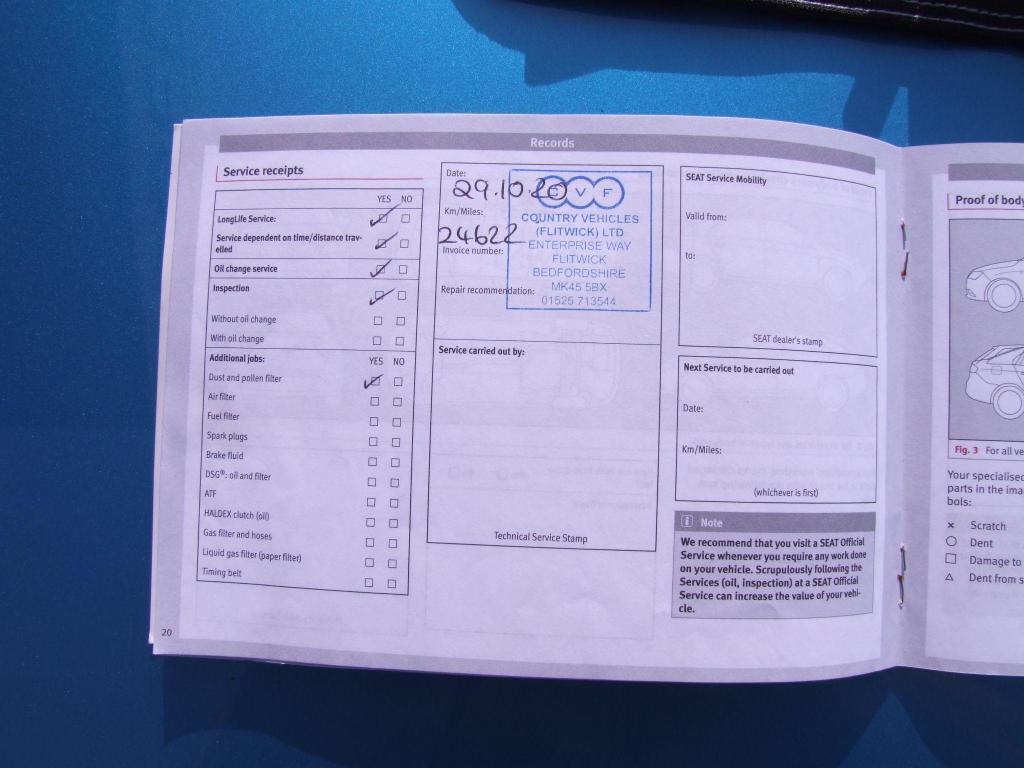 Records
Service receipts
YES NO
LongLife Service:
Service dependent on time/distance trav-
elled
Oil change service
Inspection
Without oil change
With oil change
Additional jobs: YES NO
Dust and pollen filter
Air filter
Fuel filter
Spark plugs
Brake fluid
DSG®: oil and filter
ATF
HALDEX clutch (oil)
Gas filter and hoses
Liquid gas filter (paper filter)
Timing belt
20
Date:
29.10.20
Km/Miles:
24622
Invoice number:
Repair recommendation:
C V F
COUNTRY VEHICLES
(FLITWICK) LTD
ENTERPRISE WAY
FLITWICK
BEDFORDSHIRE
MK45 5BX
01525 713544
Service carried out by:
Technical Service Stamp
SEAT Service Mobility
Valid from:
to:
SEAT dealer's stamp
Next Service to be carried out
Date:
Km/Miles:
(whichever is first)
i Note
We recommend that you visit a SEAT Official
Service whenever you require any work done
on your vehicle. Scrupulously following the
Services (oil, inspection) at a SEAT Official
Service can increase the value of your vehi-
cle.
Proof of body
Fig. 3 For all ve
Your specialised
parts in the ima
bols:
× Scratch
○ Dent
□ Damage to
△ Dent from s